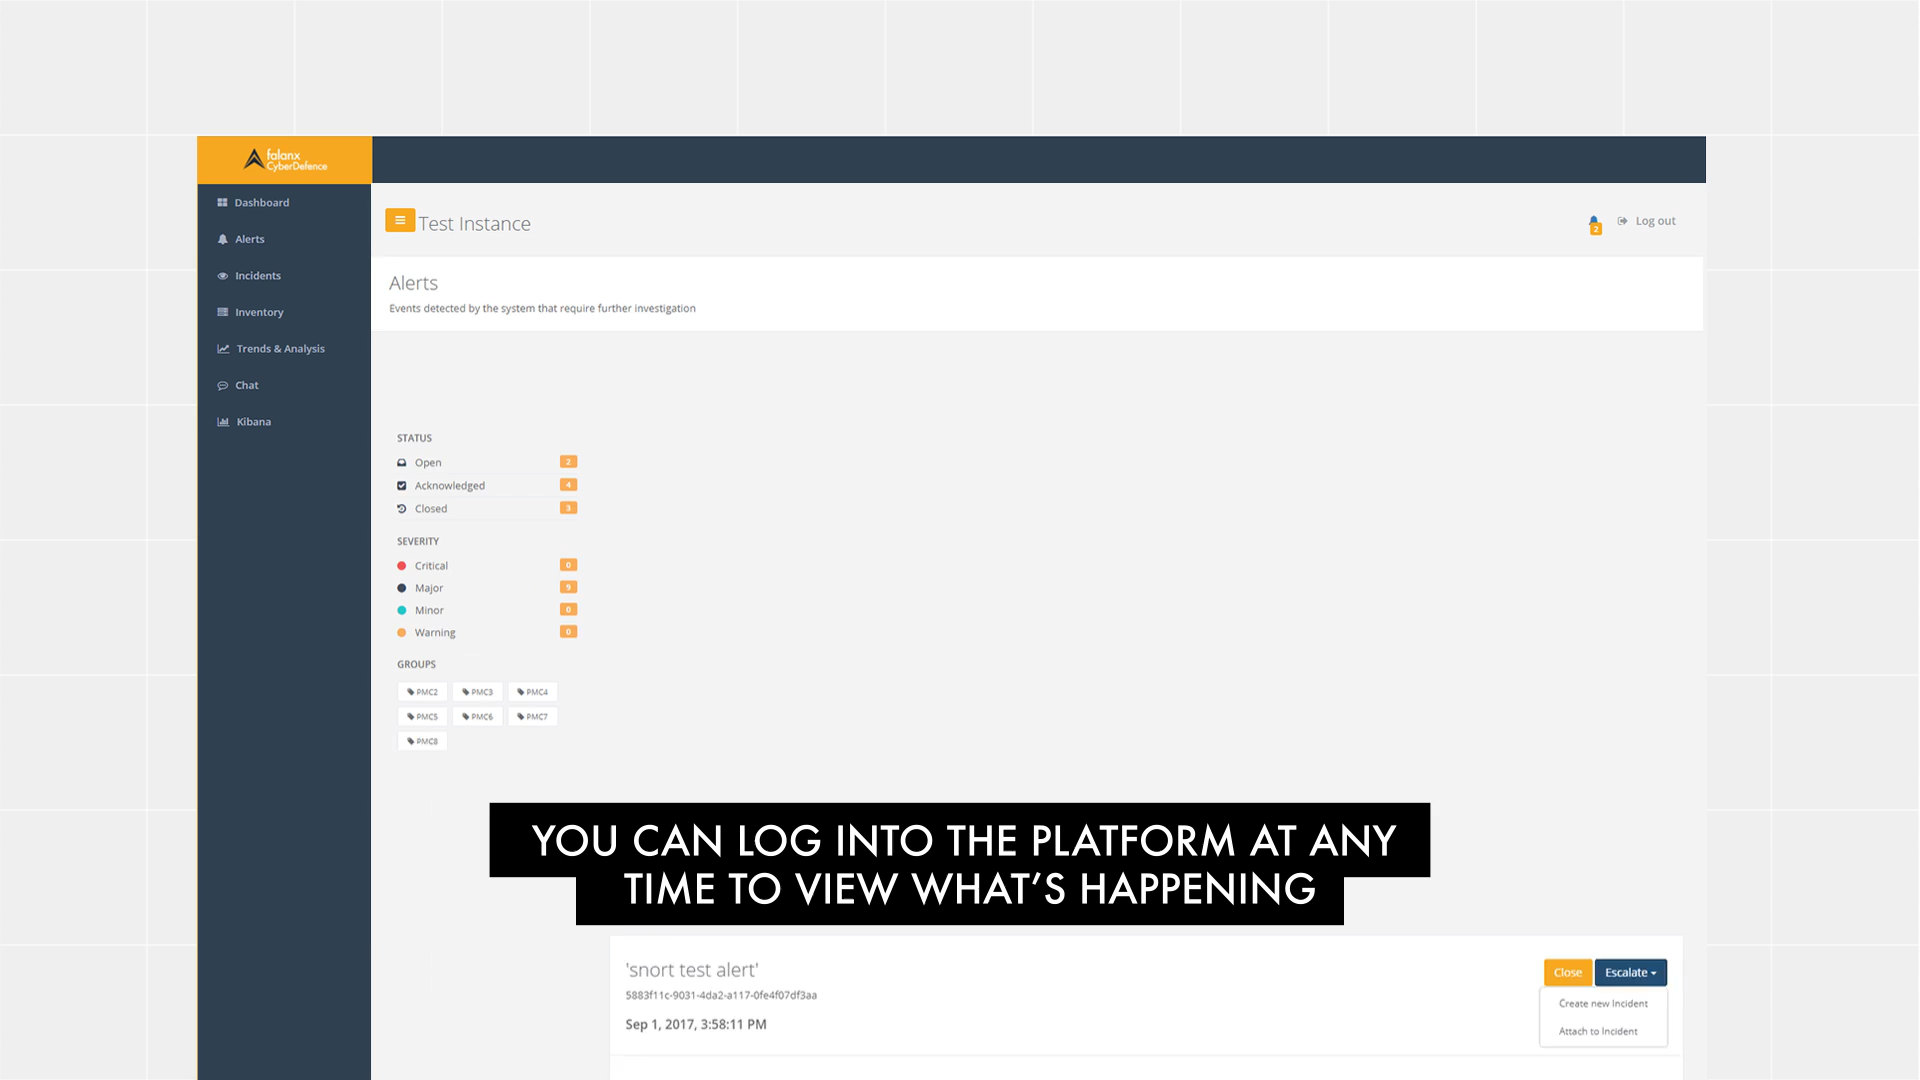 falanx
CyberDefence
Dashboard
Alerts
Incidents
Inventory
Trends & Analysis
Chat
Kibana
Test Instance
2
Log out
Alerts
Events detected by the system that require further investigation
STATUS
Open 2
Acknowledged 4
Closed 3
SEVERITY
Critical 0
Major 9
Minor 0
Warning 0
GROUPS
PMC2 PMC3 PMC4
PMC5 PMC6 PMC7
PMC8
YOU CAN LOG INTO THE PLATFORM AT ANY
TIME TO VIEW WHAT'S HAPPENING
'snort test alert'
5883f11c-9031-4da2-a117-0fe4f07df3aa
Sep 1, 2017, 3:58:11 PM
Close Escalate
Create new Incident
Attach to Incident